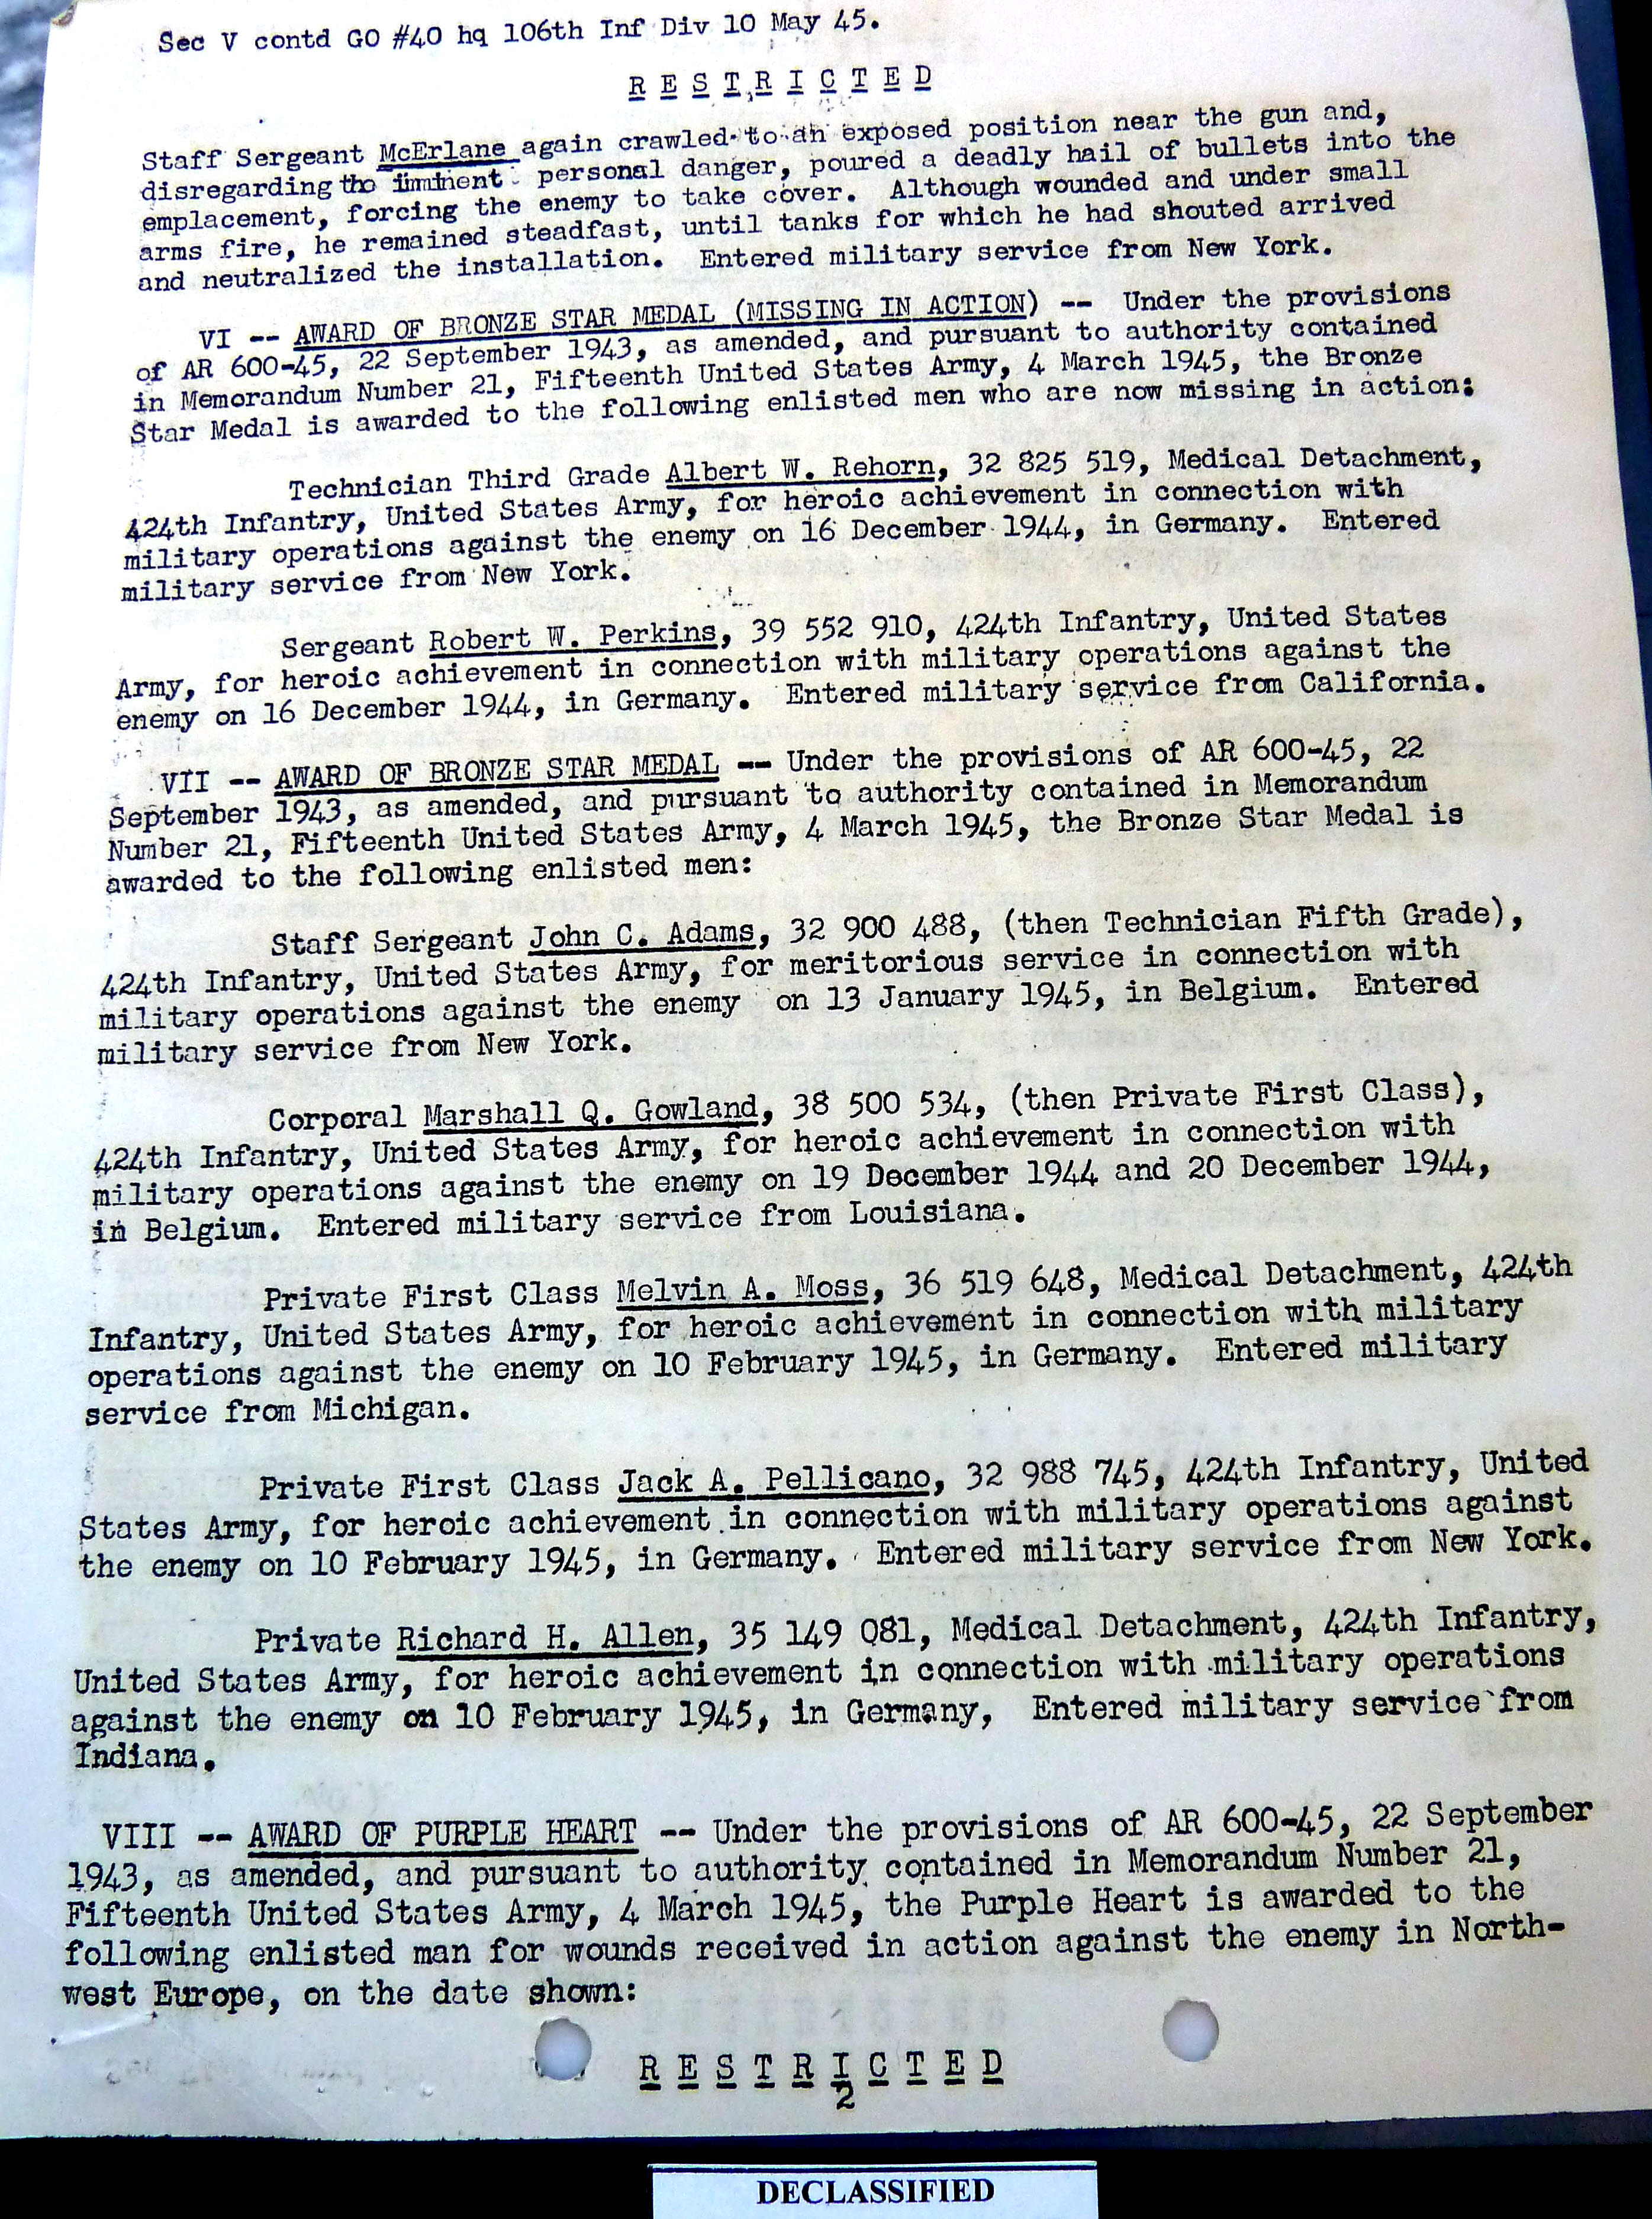 Sec V contd GO #40 hq 106th Inf Div 10 May 45.
R E S T R I C T E D
Staff Sergeant McErlane again crawled to an exposed position near the gun and,
disregarding the imminent personal danger, poured a deadly hail of bullets into the
emplacement, forcing the enemy to take cover. Although wounded and under small
arms fire, he remained steadfast, until tanks for which he had shouted arrived
and neutralized the installation. Entered military service from New York.
VI -- AWARD OF BRONZE STAR MEDAL (MISSING IN ACTION) -- Under the provisions
of AR 600-45, 22 September 1943, as amended, and pursuant to authority contained
in Memorandum Number 21, Fifteenth United States Army, 4 March 1945, the Bronze
Star Medal is awarded to the following enlisted men who are now missing in action:
Technician Third Grade Albert W. Rehorn, 32 825 519, Medical Detachment,
424th Infantry, United States Army, for heroic achievement in connection with
military operations against the enemy on 16 December 1944, in Germany. Entered
military service from New York.
Sergeant Robert W. Perkins, 39 552 910, 424th Infantry, United States
Army, for heroic achievement in connection with military operations against the
enemy on 16 December 1944, in Germany. Entered military service from California.
VII -- AWARD OF BRONZE STAR MEDAL -- Under the provisions of AR 600-45, 22
September 1943, as amended, and pursuant to authority contained in Memorandum
Number 21, Fifteenth United States Army, 4 March 1945, the Bronze Star Medal is
awarded to the following enlisted men:
Staff Sergeant John C. Adams, 32 900 488, (then Technician Fifth Grade),
424th Infantry, United States Army, for meritorious service in connection with
military operations against the enemy on 13 January 1945, in Belgium. Entered
military service from New York.
Corporal Marshall Q. Gowland, 38 500 534, (then Private First Class),
424th Infantry, United States Army, for heroic achievement in connection with
military operations against the enemy on 19 December 1944 and 20 December 1944,
in Belgium. Entered military service from Louisiana.
Private First Class Melvin A. Moss, 36 519 648, Medical Detachment, 424th
Infantry, United States Army, for heroic achievement in connection with military
operations against the enemy on 10 February 1945, in Germany. Entered military
service from Michigan.
Private First Class Jack A. Pellicano, 32 988 745, 424th Infantry, United
States Army, for heroic achievement in connection with military operations against
the enemy on 10 February 1945, in Germany. Entered military service from New York.
Private Richard H. Allen, 35 149 081, Medical Detachment, 424th Infantry,
United States Army, for heroic achievement in connection with military operations
against the enemy on 10 February 1945, in Germany, Entered military service from
Indiana.
VIII -- AWARD OF PURPLE HEART -- Under the provisions of AR 600-45, 22 September
1943, as amended, and pursuant to authority contained in Memorandum Number 21,
Fifteenth United States Army, 4 March 1945, the Purple Heart is awarded to the
following enlisted man for wounds received in action against the enemy in North-
west Europe, on the date shown:
R E S T R I C T E D
2
DECLASSIFIED